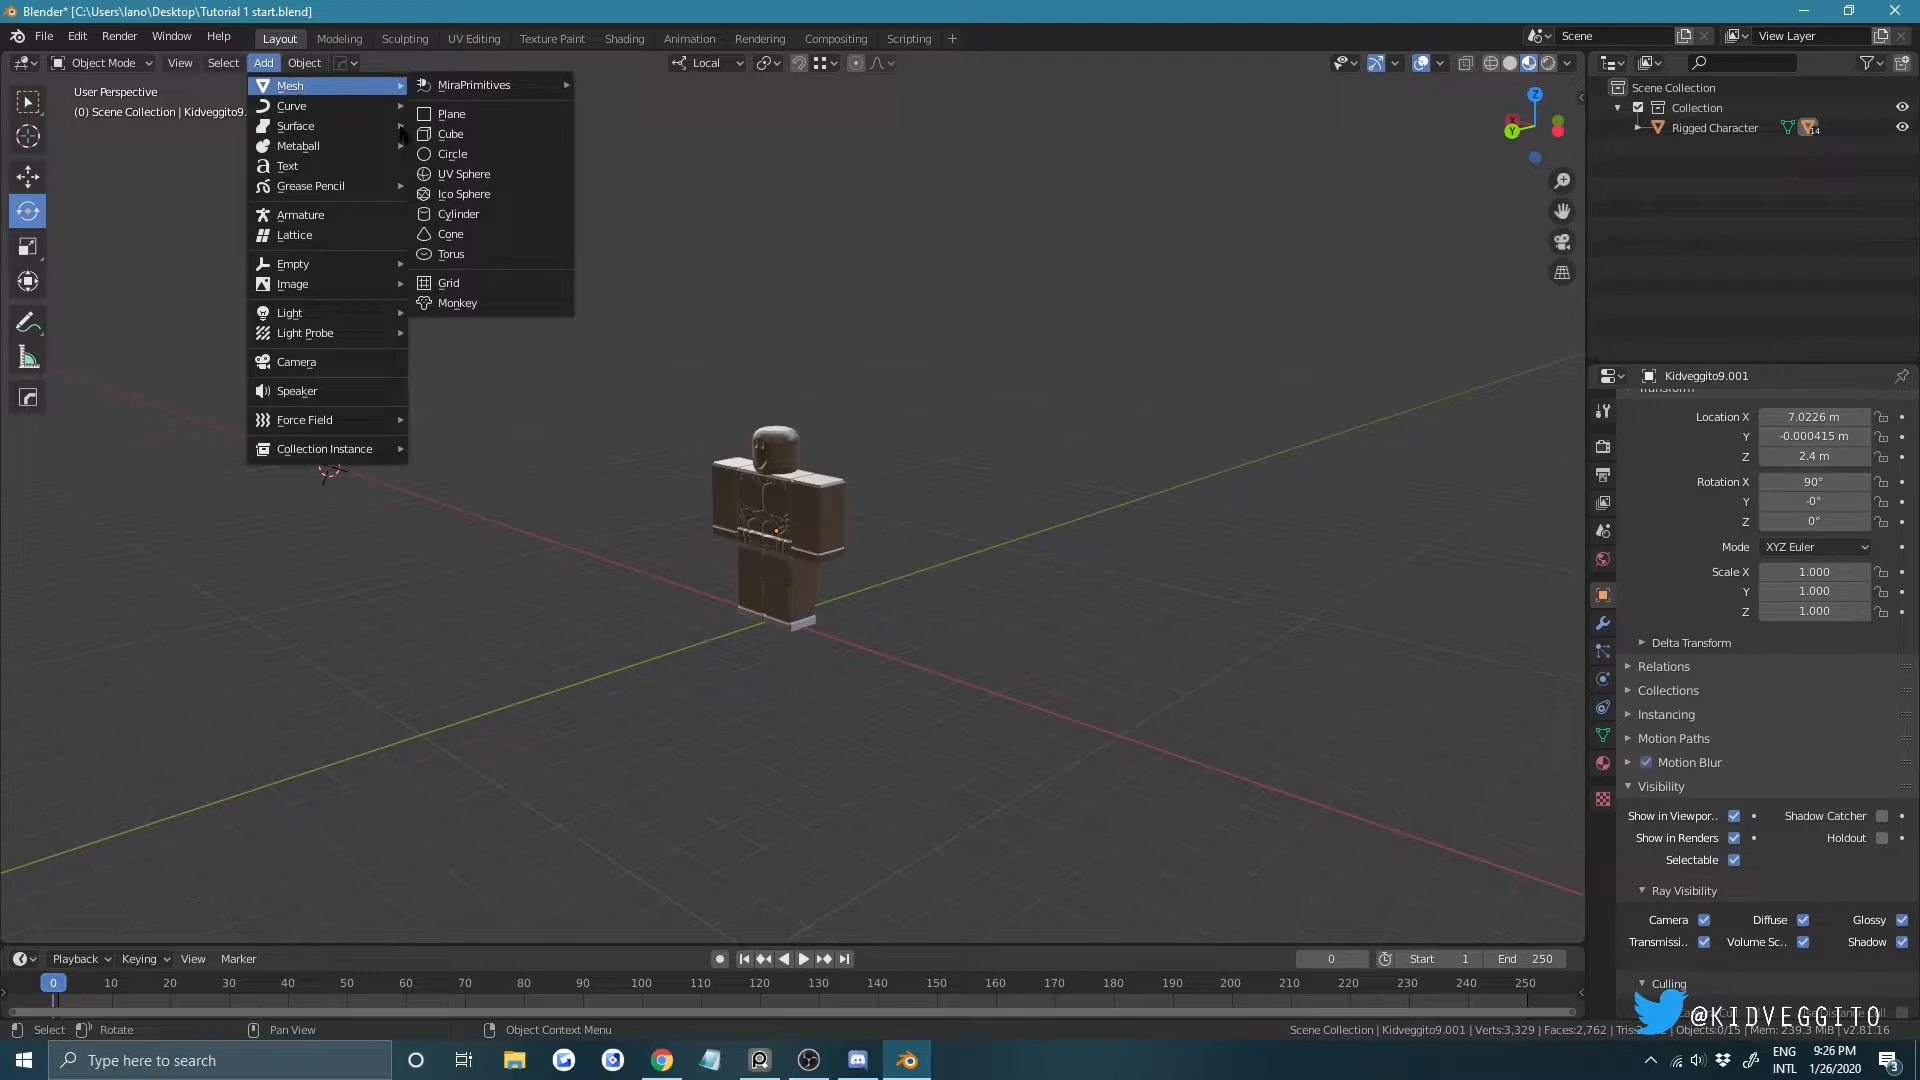 Blender* [C:\Users\Iano\Desktop\Tutorial 1 start.blend]
File Edit Render Window Help
Layout Modeling Sculpting UV Editing Texture Paint Shading Animation Rendering Compositing Scripting +
Scene
View Layer
Object Mode View Select Add Object
Local
User Perspective
(0) Scene Collection | Kidveggito9.
Mesh
Curve
Surface
Metaball
Text
Grease Pencil
Armature
Lattice
Empty
Image
Light
Light Probe
Camera
Speaker
Force Field
Collection Instance
MiraPrimitives
Plane
Cube
Circle
UV Sphere
Ico Sphere
Cylinder
Cone
Torus
Grid
Monkey
Z
Y
Scene Collection
Collection
Rigged Character 14
Kidveggito9.001
Transform
Location X 7.0226 m
Y -0.000415 m
Z 2.4 m
Rotation X 90°
Y -0°
Z 0°
Mode XYZ Euler
Scale X 1.000
Y 1.000
Z 1.000
Delta Transform
Relations
Collections
Instancing
Motion Paths
Motion Blur
Visibility
Show in Viewpor.. Shadow Catcher
Show in Renders Holdout
Selectable
Ray Visibility
Camera Diffuse Glossy
Transmissi.. Volume Sc.. Shadow
Culling
@KIDVEGGITO
Playback Keying View Marker
0 Start 1 End 250
0 10 20 30 40 50 60 70 80 90 100 110 120 130 140 150 160 170 180 190 200 210 220 230 240 250
Select Rotate Pan View Object Context Menu
Scene Collection | Kidveggito9.001 | Verts:3,329 | Faces:2,762 | Objects:0/15 | Mem: 239.3 MiB | v2.81.16
Type here to search
ENG
INTL
9:26 PM
1/26/2020
3